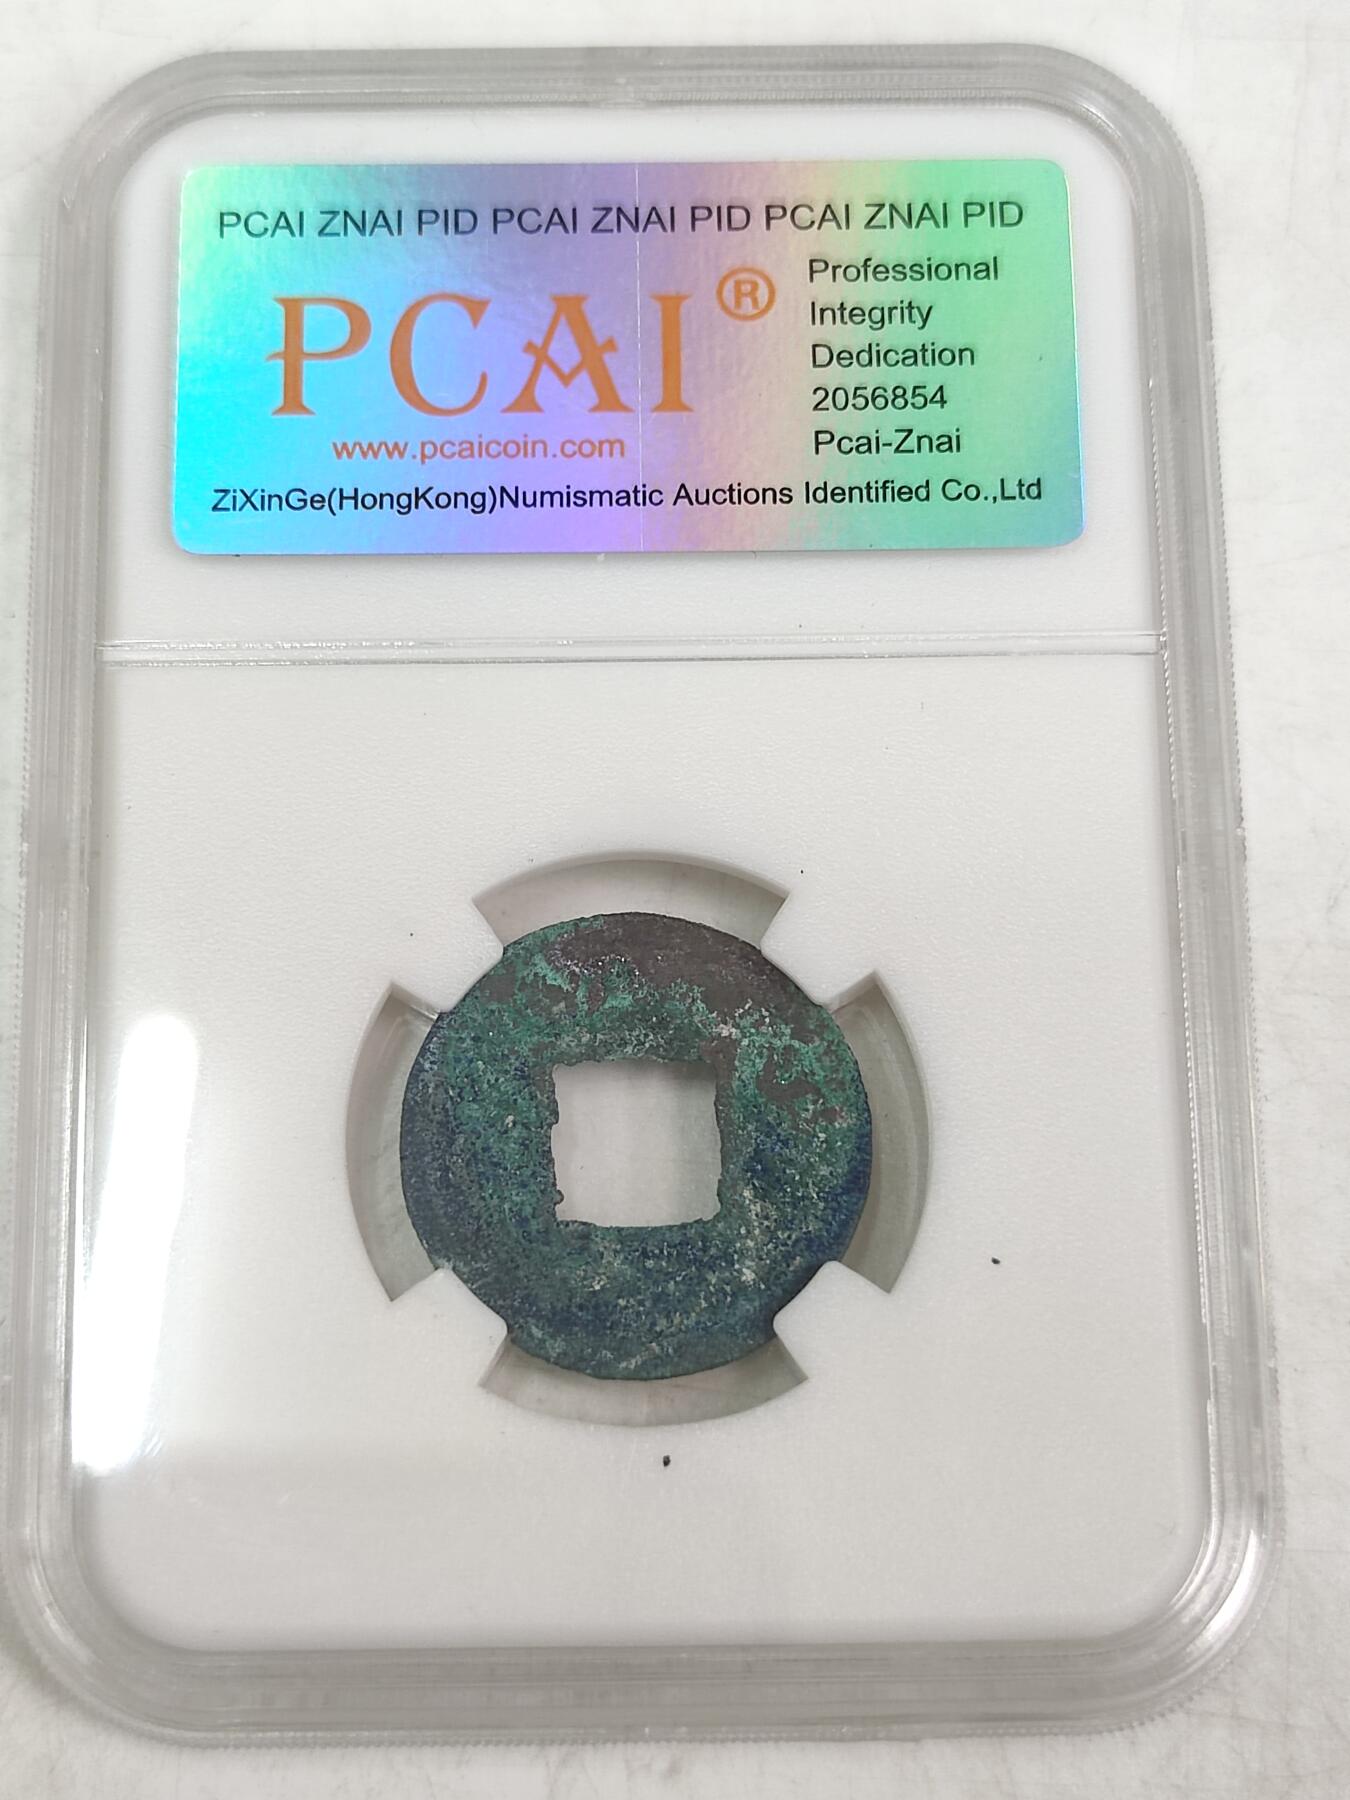 PCAI ZNAI PID PCAI ZNAI PID PCAI ZNAI PID
PCAI®
www.pcaicoin.com
Professional
Integrity
Dedication
2056854
Pcai-Znai
ZiXinGe(HongKong)Numismatic Auctions Identified Co.,Ltd